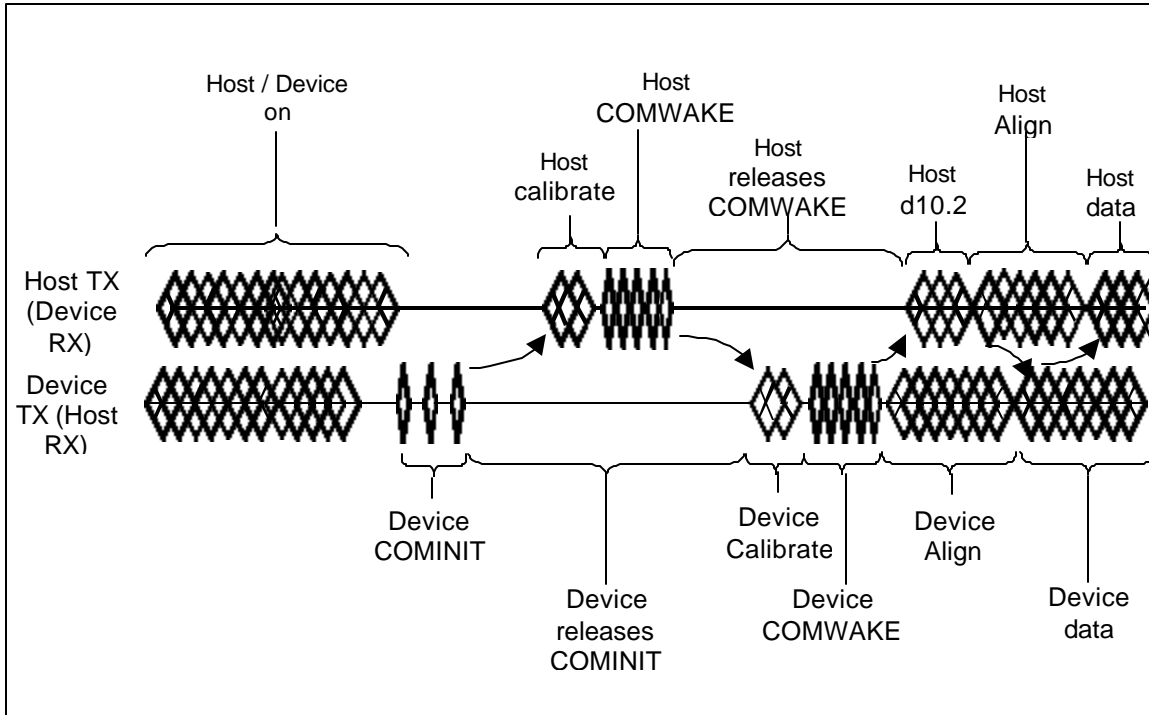 Host / Device
on
Host
COMWAKE
Host
calibrate
Host
releases
COMWAKE
Host
d10.2
Host
Align
Host
data
Host TX
(Device
RX)
Device
TX (Host
RX)
Device
COMINIT
Device
releases
COMINIT
Device
Calibrate
Device
COMWAKE
Device
Align
Device
data